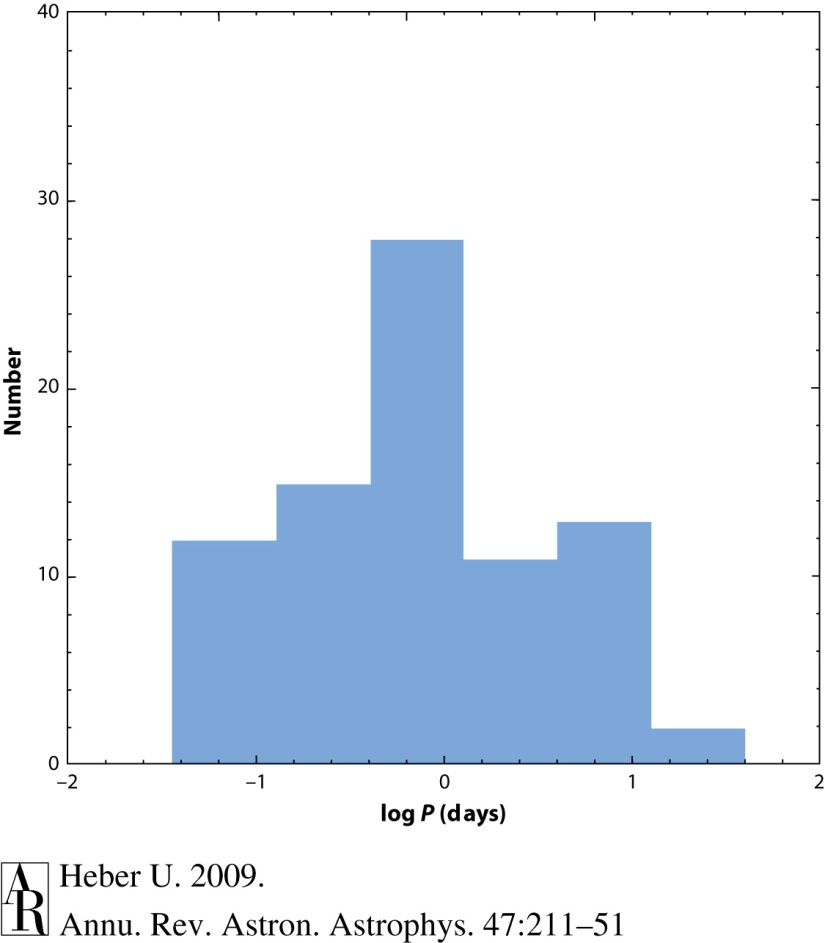 40
30
20
10
0
Number
–2 –1 0 1 2
log P (days)
AR Heber U. 2009.
Annu. Rev. Astron. Astrophys. 47:211–51